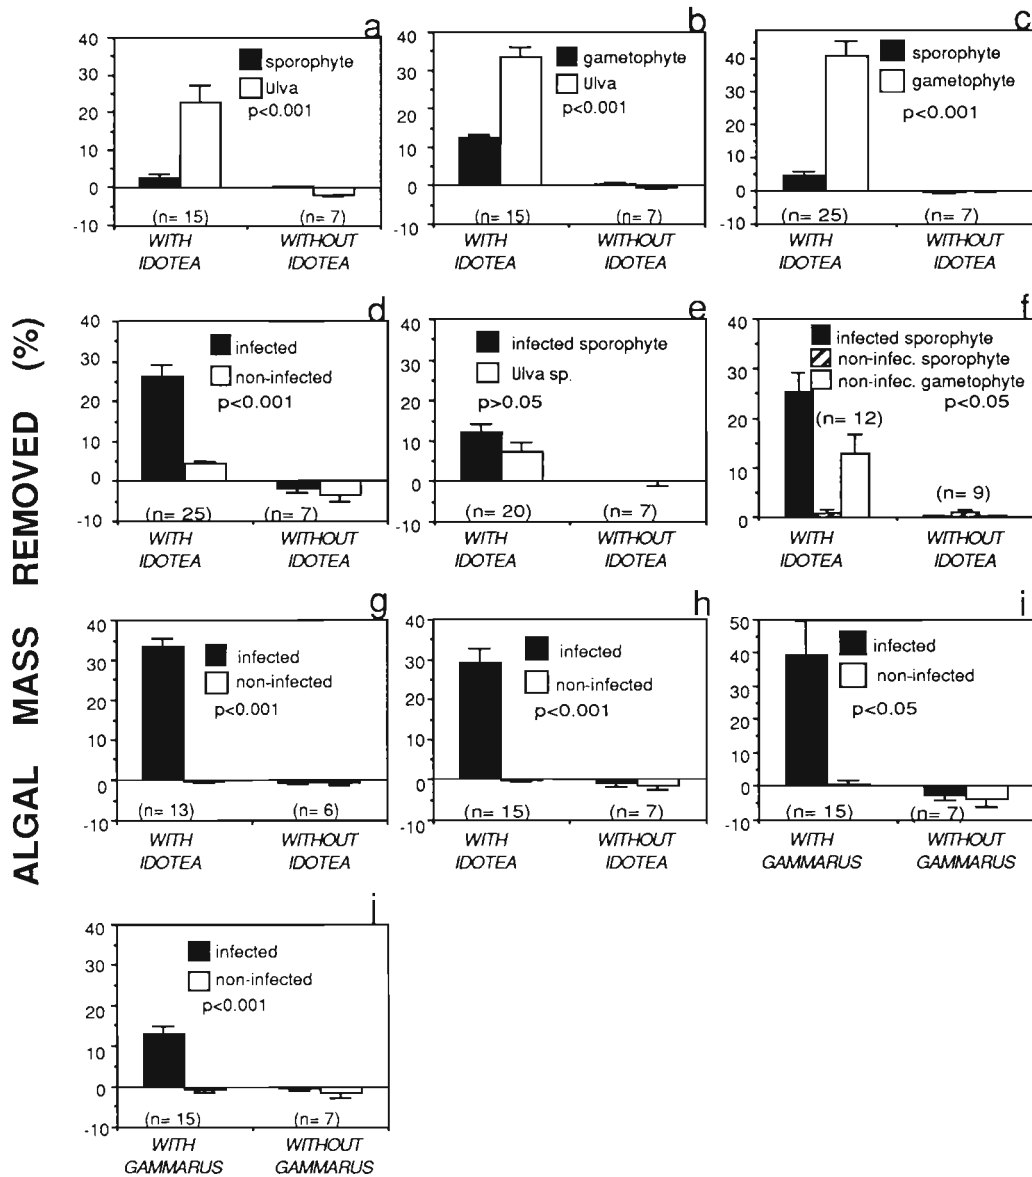 ALGAL MASS REMOVED (%)
a
40
30
20
10
0
-10
sporophyte
Ulva
p<0.001
(n= 15)
(n= 7)
WITH IDOTEA
WITHOUT IDOTEA
b
40
30
20
10
0
-10
gametophyte
Ulva
p<0.001
(n= 15)
(n= 7)
WITH IDOTEA
WITHOUT IDOTEA
c
40
30
20
10
0
-10
sporophyte
gametophyte
p<0.001
(n= 25)
(n= 7)
WITH IDOTEA
WITHOUT IDOTEA
d
40
30
20
10
0
-10
infected
non-infected
p<0.001
(n= 25)
(n= 7)
WITH IDOTEA
WITHOUT IDOTEA
e
40
30
20
10
0
-10
infected sporophyte
Ulva sp.
p>0.05
(n= 20)
(n= 7)
WITH IDOTEA
WITHOUT IDOTEA
f
40
30
20
10
0
infected sporophyte
non-infec. sporophyte
non-infec. gametophyte
p<0.05
(n= 12)
(n= 9)
WITH IDOTEA
WITHOUT IDOTEA
g
40
30
20
10
0
-10
infected
non-infected
p<0.001
(n= 13)
(n= 6)
WITH IDOTEA
WITHOUT IDOTEA
h
40
30
20
10
0
-10
infected
non-infected
p<0.001
(n= 15)
(n= 7)
WITH IDOTEA
WITHOUT IDOTEA
i
50
40
30
20
10
0
-10
infected
non-infected
p<0.05
(n= 15)
(n= 7)
WITH GAMMARUS
WITHOUT GAMMARUS
j
40
30
20
10
0
-10
infected
non-infected
p<0.001
(n= 15)
(n= 7)
WITH GAMMARUS
WITHOUT GAMMARUS